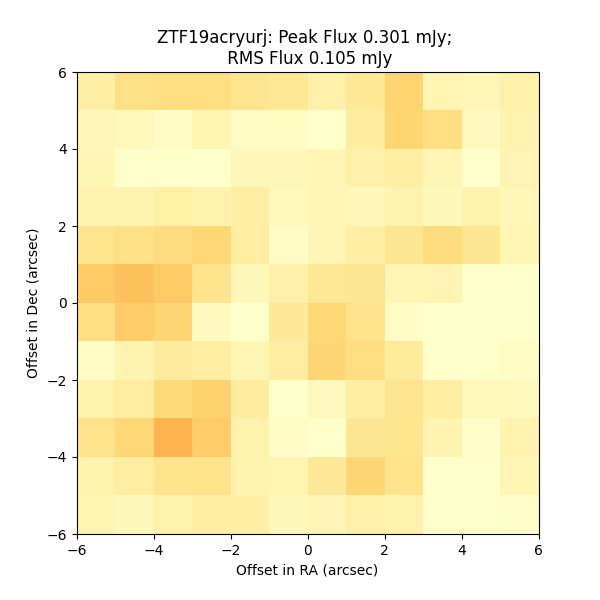 ZTF19acryurj: Peak Flux 0.301 mJy;
RMS Flux 0.105 mJy
6
4
2
0
−2
−4
−6
Offset in Dec (arcsec)
−6 −4 −2 0 2 4 6
Offset in RA (arcsec)